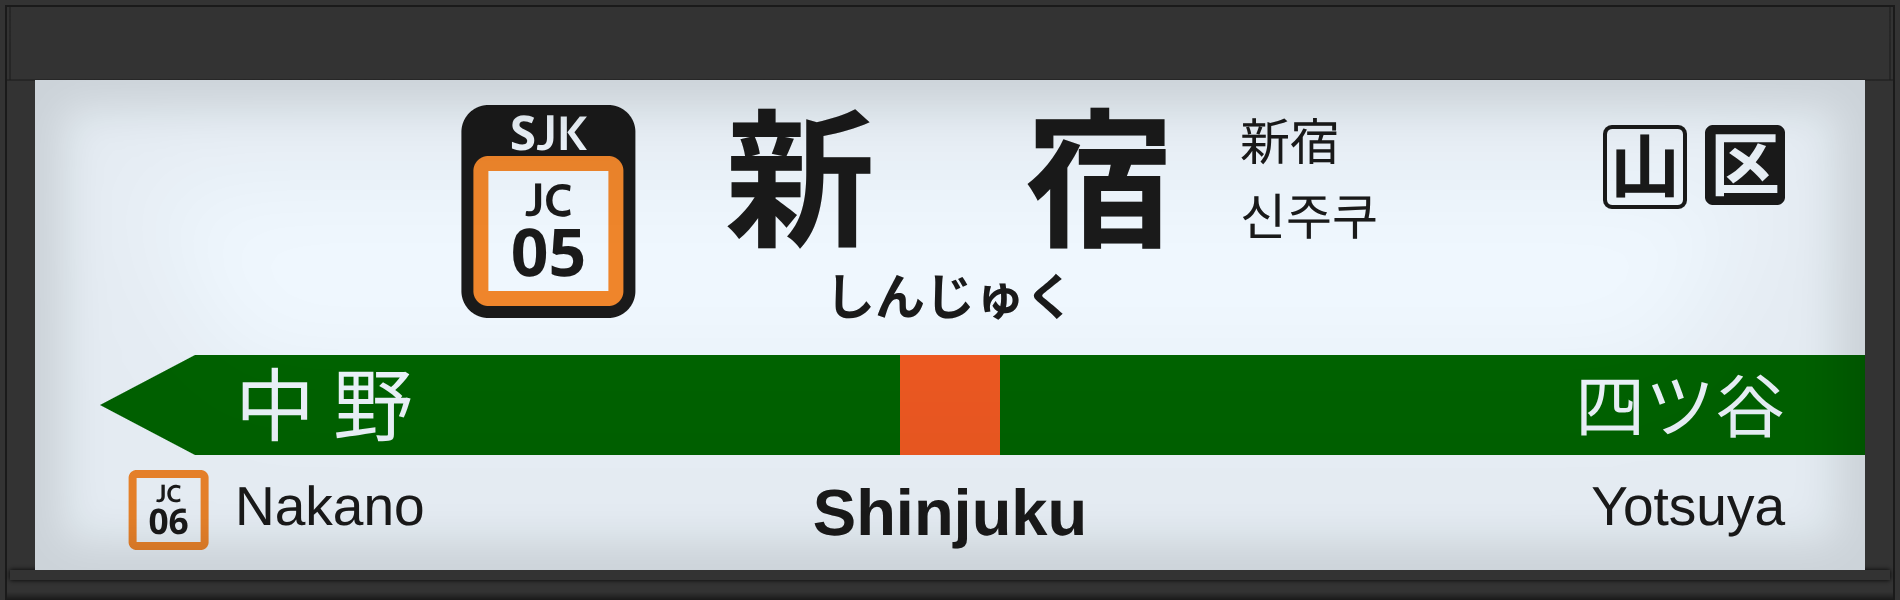 SJK
JC
05
新宿
しんじゅく
新宿
신주쿠
山 区
中野
四ツ谷
JC
06
Nakano
Shinjuku
Yotsuya